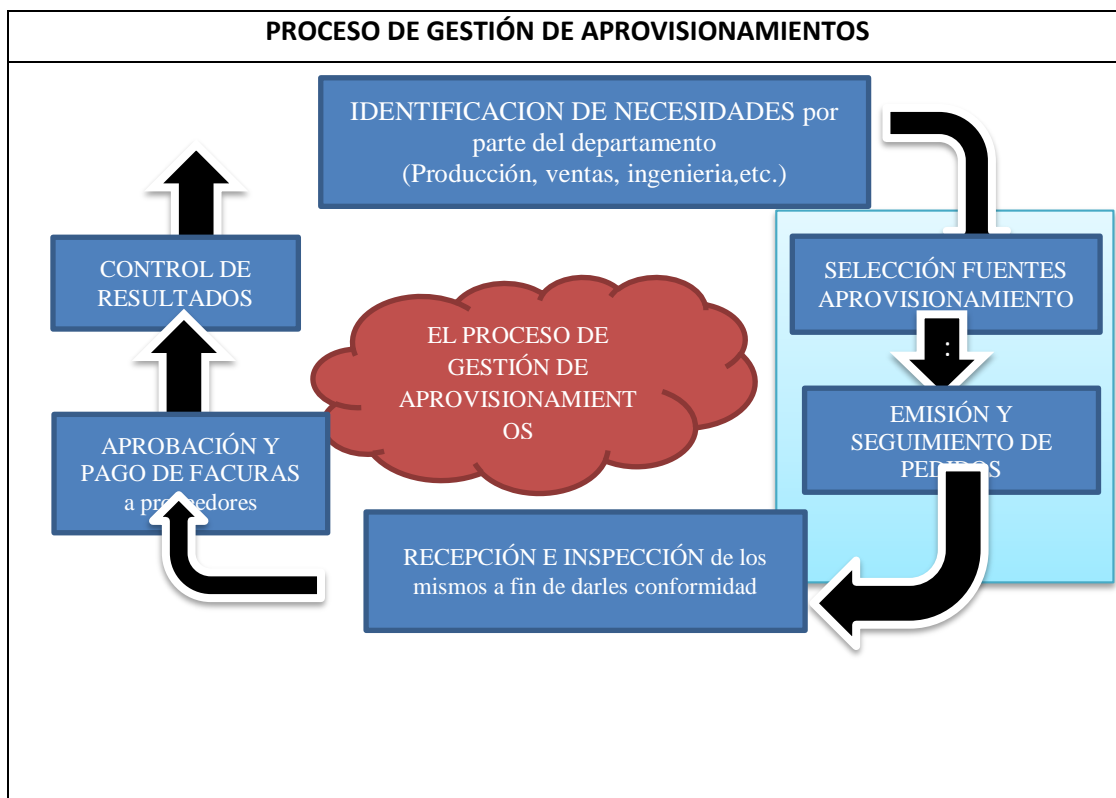 PROCESO DE GESTIÓN DE APROVISIONAMIENTOS
IDENTIFICACION DE NECESIDADES por
parte del departamento
(Producción, ventas, ingenieria,etc.)
SELECCIÓN FUENTES
APROVISIONAMIENTO
:
EMISIÓN Y
SEGUIMIENTO DE
PEDIDOS
RECEPCIÓN E INSPECCIÓN de los
mismos a fin de darles conformidad
APROBACIÓN Y
PAGO DE FACURAS
a proveedores
CONTROL DE
RESULTADOS
EL PROCESO DE
GESTIÓN DE
APROVISIONAMIENT
OS